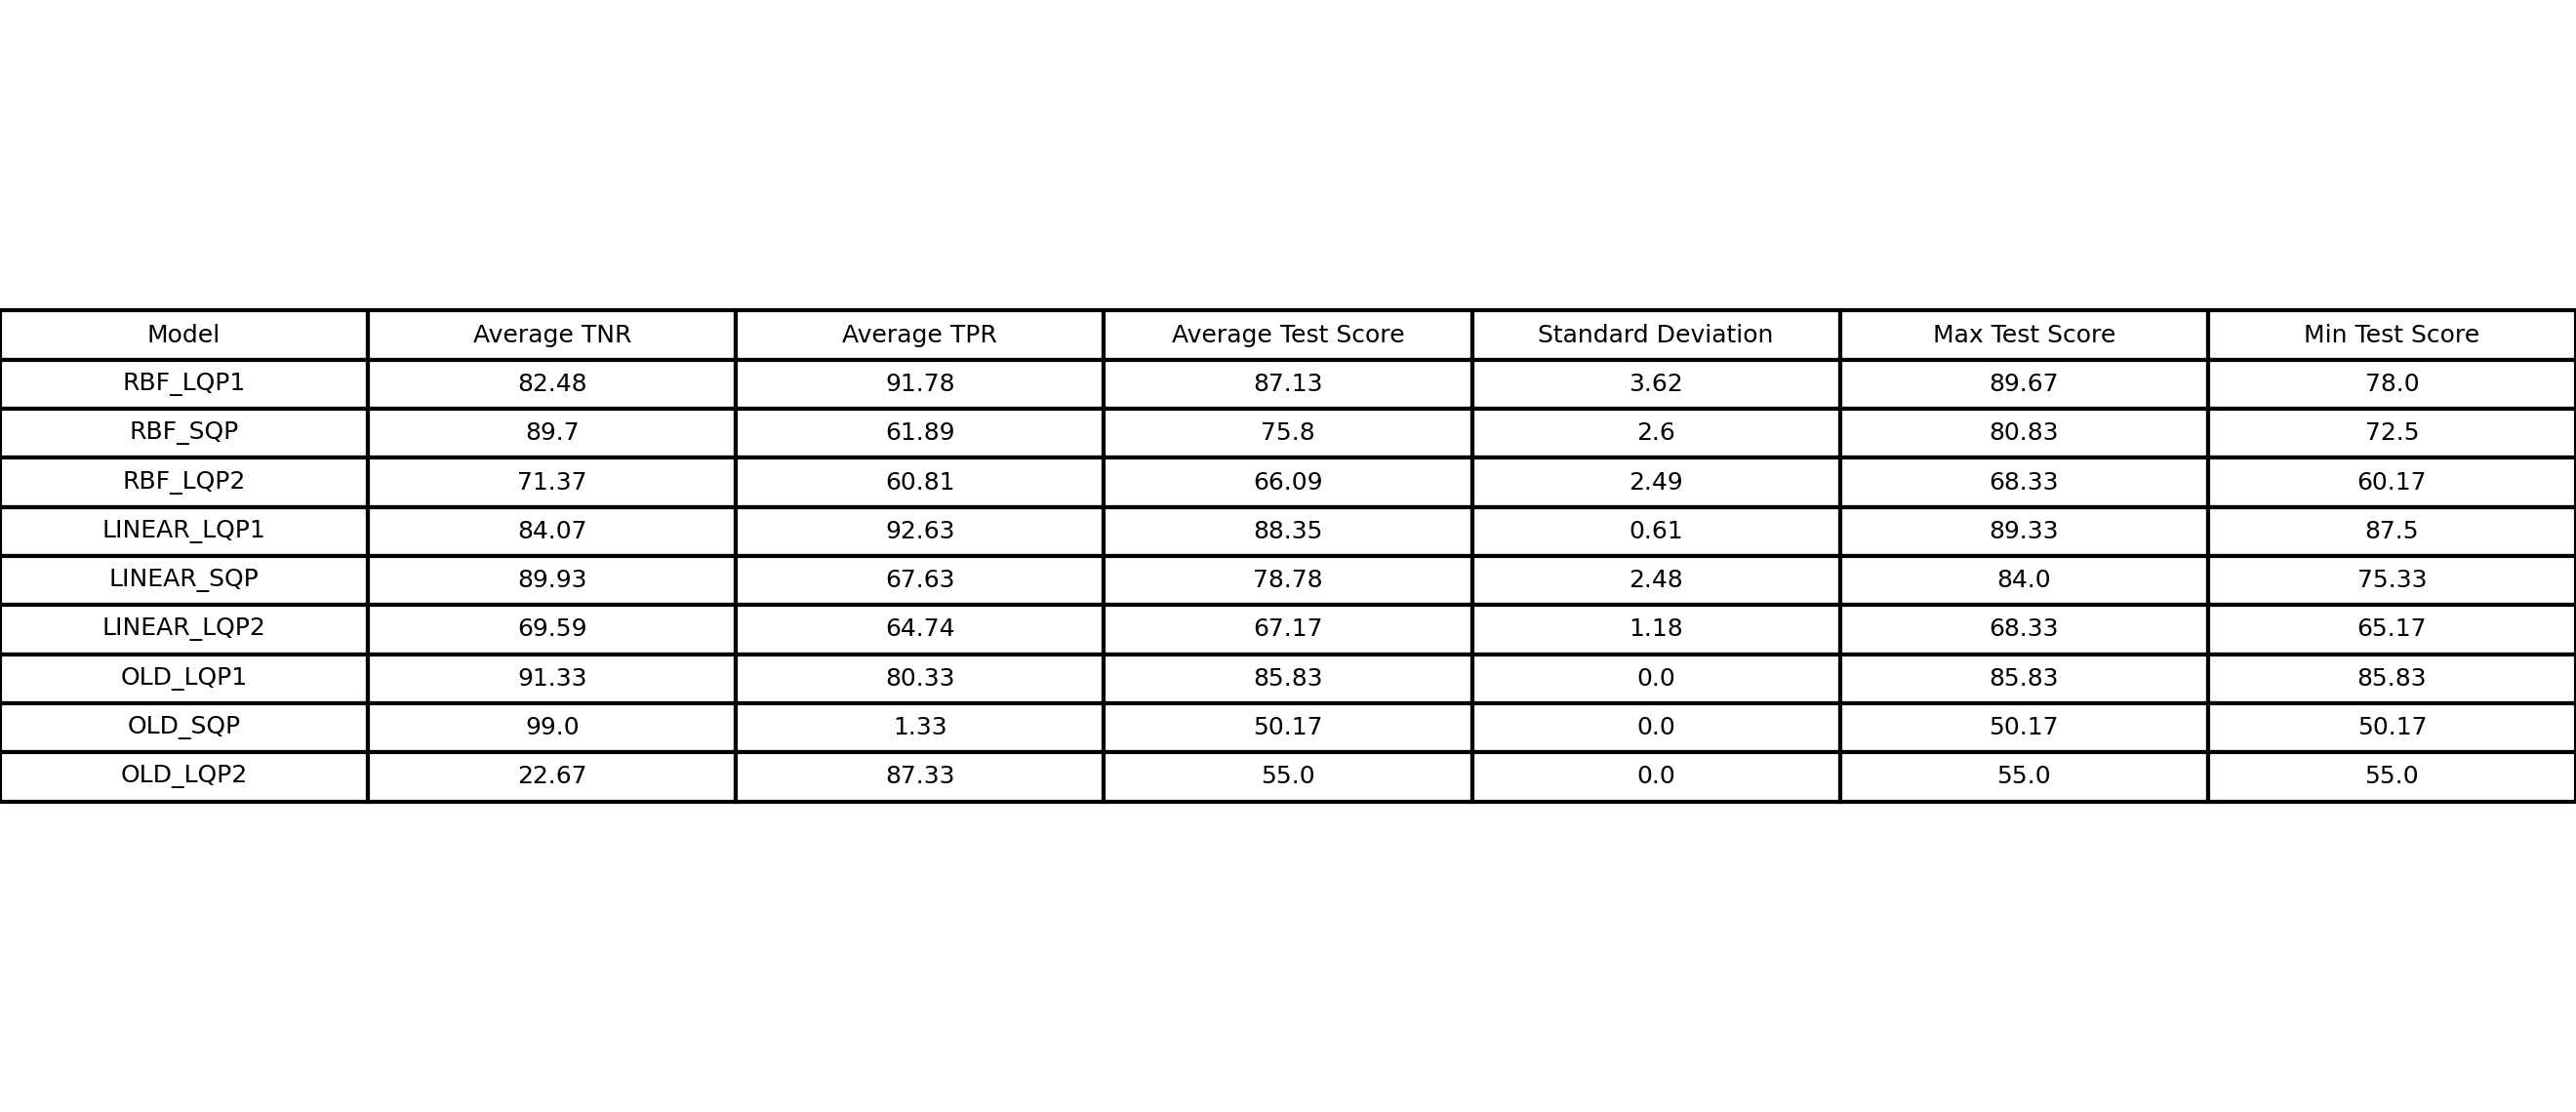 Model Average TNR Average TPR Average Test Score Standard Deviation Max Test Score Min Test Score
RBF_LQP1 82.48 91.78 87.13 3.62 89.67 78.0
RBF_SQP 89.7 61.89 75.8 2.6 80.83 72.5
RBF_LQP2 71.37 60.81 66.09 2.49 68.33 60.17
LINEAR_LQP1 84.07 92.63 88.35 0.61 89.33 87.5
LINEAR_SQP 89.93 67.63 78.78 2.48 84.0 75.33
LINEAR_LQP2 69.59 64.74 67.17 1.18 68.33 65.17
OLD_LQP1 91.33 80.33 85.83 0.0 85.83 85.83
OLD_SQP 99.0 1.33 50.17 0.0 50.17 50.17
OLD_LQP2 22.67 87.33 55.0 0.0 55.0 55.0